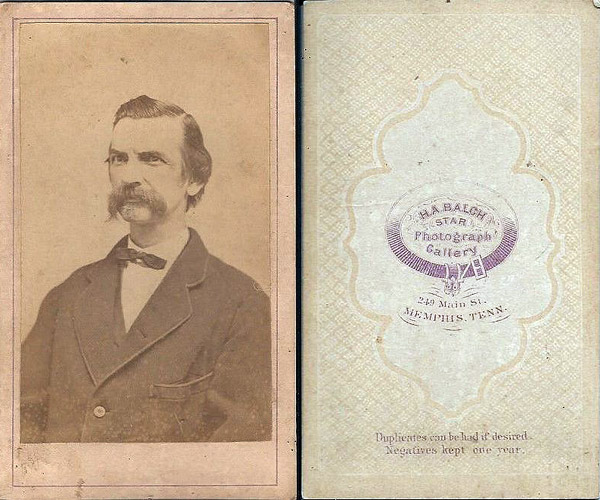 H.A. BALCH
STAR
Photograph
Gallery
249 Main St.
MEMPHIS, TENN.
Duplicates can be had if desired.
Negatives kept one year.